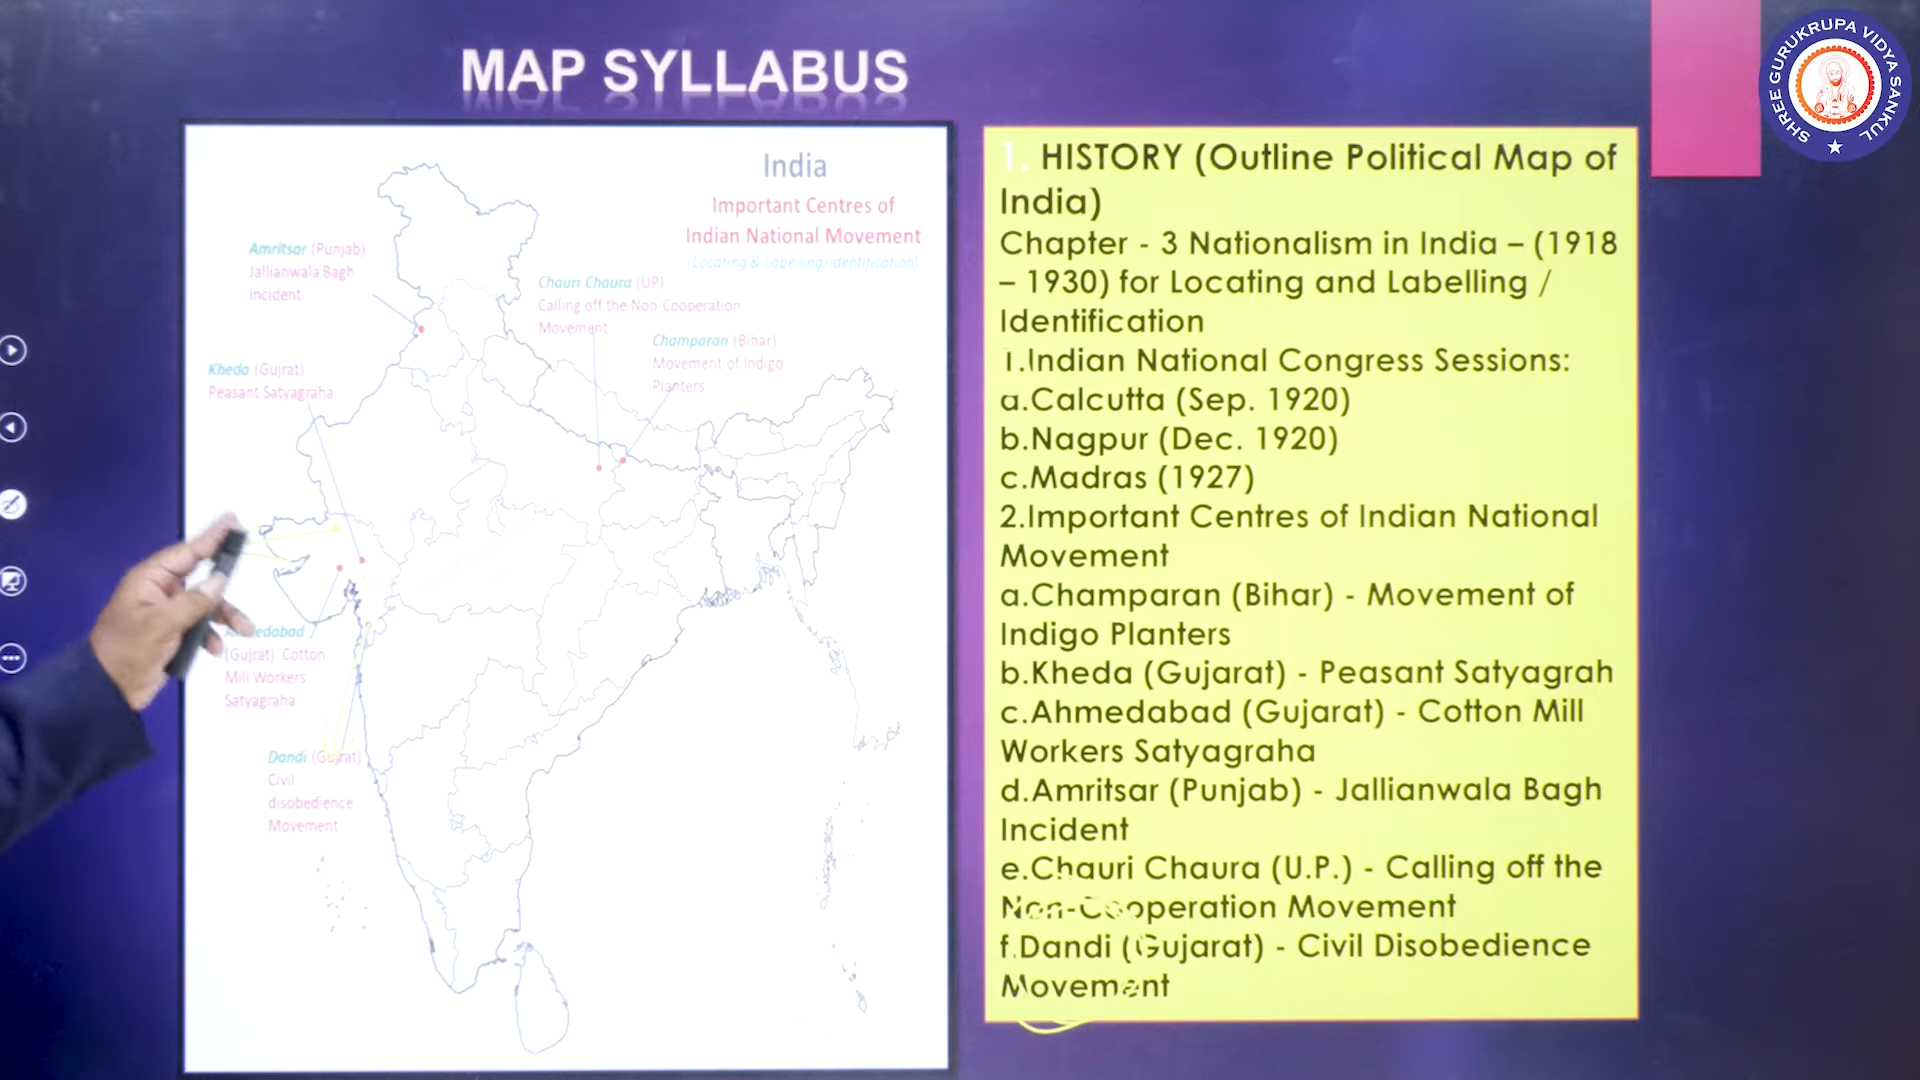 MAP SYLLABUS
SHREE GURUKRUPA VIDYA SANKUL
India
Important Centres of
Indian National Movement
(Locating & Labelling/Identification)
Amritsar (Punjab)
Jallianwala Bagh
incident
Chauri Chaura (UP)
Calling off the Non-Cooperation
Movement
Champaran (Bihar)
Movement of Indigo
Planters
Kheda (Gujrat)
Peasant Satyagraha
(Gujrat) Cotton
Mill Workers
Satyagraha
Dandi (Gujrat)
Civil
disobedience
Movement
1. HISTORY (Outline Political Map of
India)
Chapter - 3 Nationalism in India – (1918
– 1930) for Locating and Labelling /
Identification
1.Indian National Congress Sessions:
a.Calcutta (Sep. 1920)
b.Nagpur (Dec. 1920)
c.Madras (1927)
2.Important Centres of Indian National
Movement
a.Champaran (Bihar) - Movement of
Indigo Planters
b.Kheda (Gujarat) - Peasant Satyagrah
c.Ahmedabad (Gujarat) - Cotton Mill
Workers Satyagraha
d.Amritsar (Punjab) - Jallianwala Bagh
Incident
e.Chauri Chaura (U.P.) - Calling off the
Non-Cooperation Movement
f.Dandi (Gujarat) - Civil Disobedience
Movement